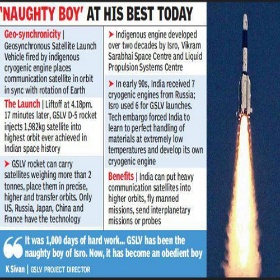 'NAUGHTY BOY' AT HIS BEST TODAY
Geo-synchronicity |
Geosynchronous Satellite Launch
Vehicle fired by indigenous
cryogenic engine places
communication satellite in orbit
in sync with rotation of Earth
The Launch | Liftoff at 4.18pm.
17 minutes later, GSLV D-5 rocket
injects 1,982kg satellite into
highest orbit ever achieved in
Indian space history
➤ GSLV rocket can carry
satellites weighing more than 2
tonnes, place them in precise,
higher and transfer orbits. Only
US, Russia, Japan, China and
France have the technology
➤ Indigenous engine developed
over two decades by Isro, Vikram
Sarabhai Space Centre and Liquid
Propulsion Systems Centre
➤ In early 90s, India received 7
cryogenic engines from Russia;
Isro used 6 for GSLV launches.
Tech embargo forced India to
learn to perfect handling of
materials at extremely low
temperatures and develop its own
cryogenic engine
Benefits | India can put heavy
communication satellites into
higher orbits, fly manned
missions, send interplanetary
missions or probes
“It was 1,000 days of hard work... GSLV has been the
naughty boy of Isro. Now, it has become an obedient boy
K Sivan | GSLV PROJECT DIRECTOR